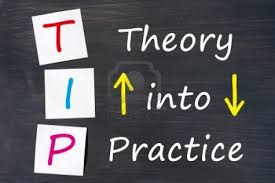 T Theory
I into
P Practice